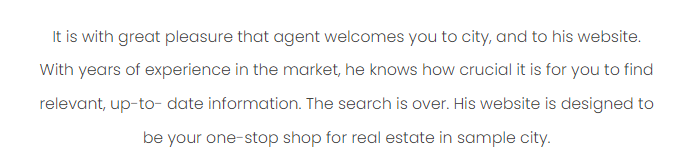 It is with great pleasure that agent welcomes you to city, and to his website.
With years of experience in the market, he knows how crucial it is for you to find
relevant, up-to- date information. The search is over. His website is designed to
be your one-stop shop for real estate in sample city.